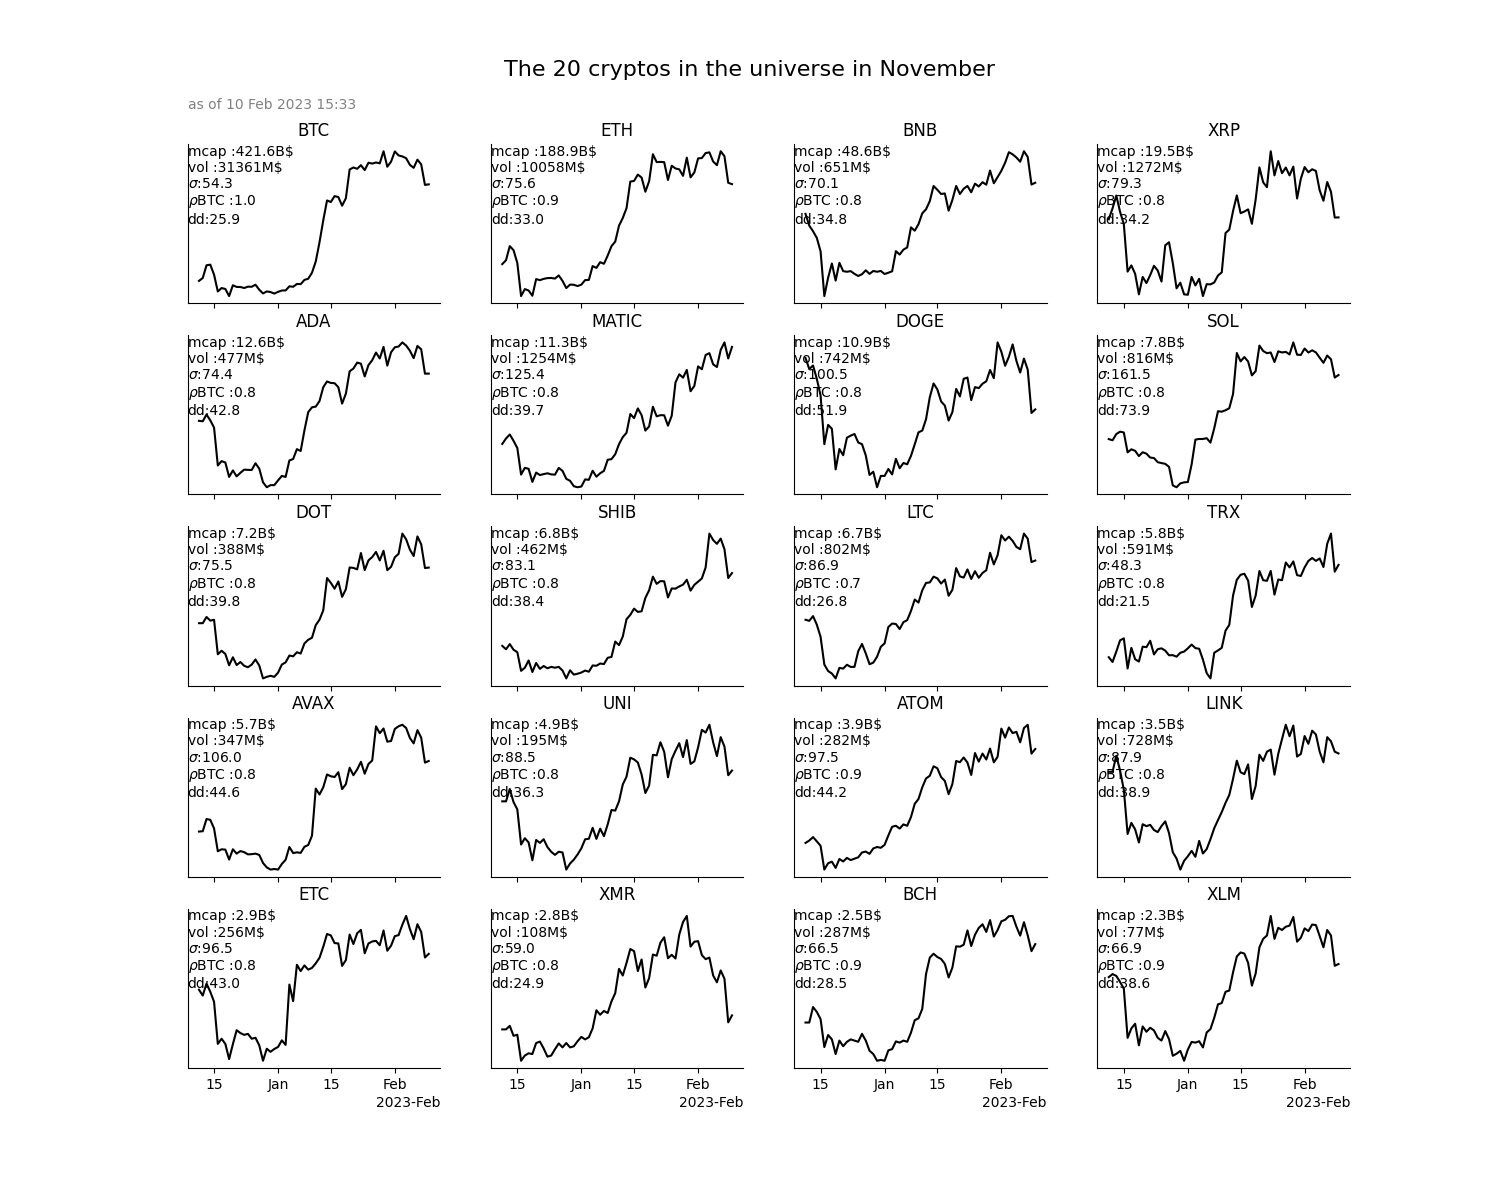 The 20 cryptos in the universe in November
as of 10 Feb 2023 15:33
BTC
mcap :421.6B$
vol :31361M$
σ:54.3
ρBTC :1.0
dd:25.9
ETH
mcap :188.9B$
vol :10058M$
σ:75.6
ρBTC :0.9
dd:33.0
BNB
mcap :48.6B$
vol :651M$
σ:70.1
ρBTC :0.8
dd:34.8
XRP
mcap :19.5B$
vol :1272M$
σ:79.3
ρBTC :0.8
dd:34.2
ADA
mcap :12.6B$
vol :477M$
σ:74.4
ρBTC :0.8
dd:42.8
MATIC
mcap :11.3B$
vol :1254M$
σ:125.4
ρBTC :0.8
dd:39.7
DOGE
mcap :10.9B$
vol :742M$
σ:100.5
ρBTC :0.8
dd:51.9
SOL
mcap :7.8B$
vol :816M$
σ:161.5
ρBTC :0.8
dd:73.9
DOT
mcap :7.2B$
vol :388M$
σ:75.5
ρBTC :0.8
dd:39.8
SHIB
mcap :6.8B$
vol :462M$
σ:83.1
ρBTC :0.8
dd:38.4
LTC
mcap :6.7B$
vol :802M$
σ:86.9
ρBTC :0.7
dd:26.8
TRX
mcap :5.8B$
vol :591M$
σ:48.3
ρBTC :0.8
dd:21.5
AVAX
mcap :5.7B$
vol :347M$
σ:106.0
ρBTC :0.8
dd:44.6
UNI
mcap :4.9B$
vol :195M$
σ:88.5
ρBTC :0.8
dd:36.3
ATOM
mcap :3.9B$
vol :282M$
σ:97.5
ρBTC :0.9
dd:44.2
LINK
mcap :3.5B$
vol :728M$
σ:87.9
ρBTC :0.8
dd:38.9
ETC
mcap :2.9B$
vol :256M$
σ:96.5
ρBTC :0.8
dd:43.0
15 Jan 15 Feb
2023-Feb
XMR
mcap :2.8B$
vol :108M$
σ:59.0
ρBTC :0.8
dd:24.9
15 Jan 15 Feb
2023-Feb
BCH
mcap :2.5B$
vol :287M$
σ:66.5
ρBTC :0.9
dd:28.5
15 Jan 15 Feb
2023-Feb
XLM
mcap :2.3B$
vol :77M$
σ:66.9
ρBTC :0.9
dd:38.6
15 Jan 15 Feb
2023-Feb